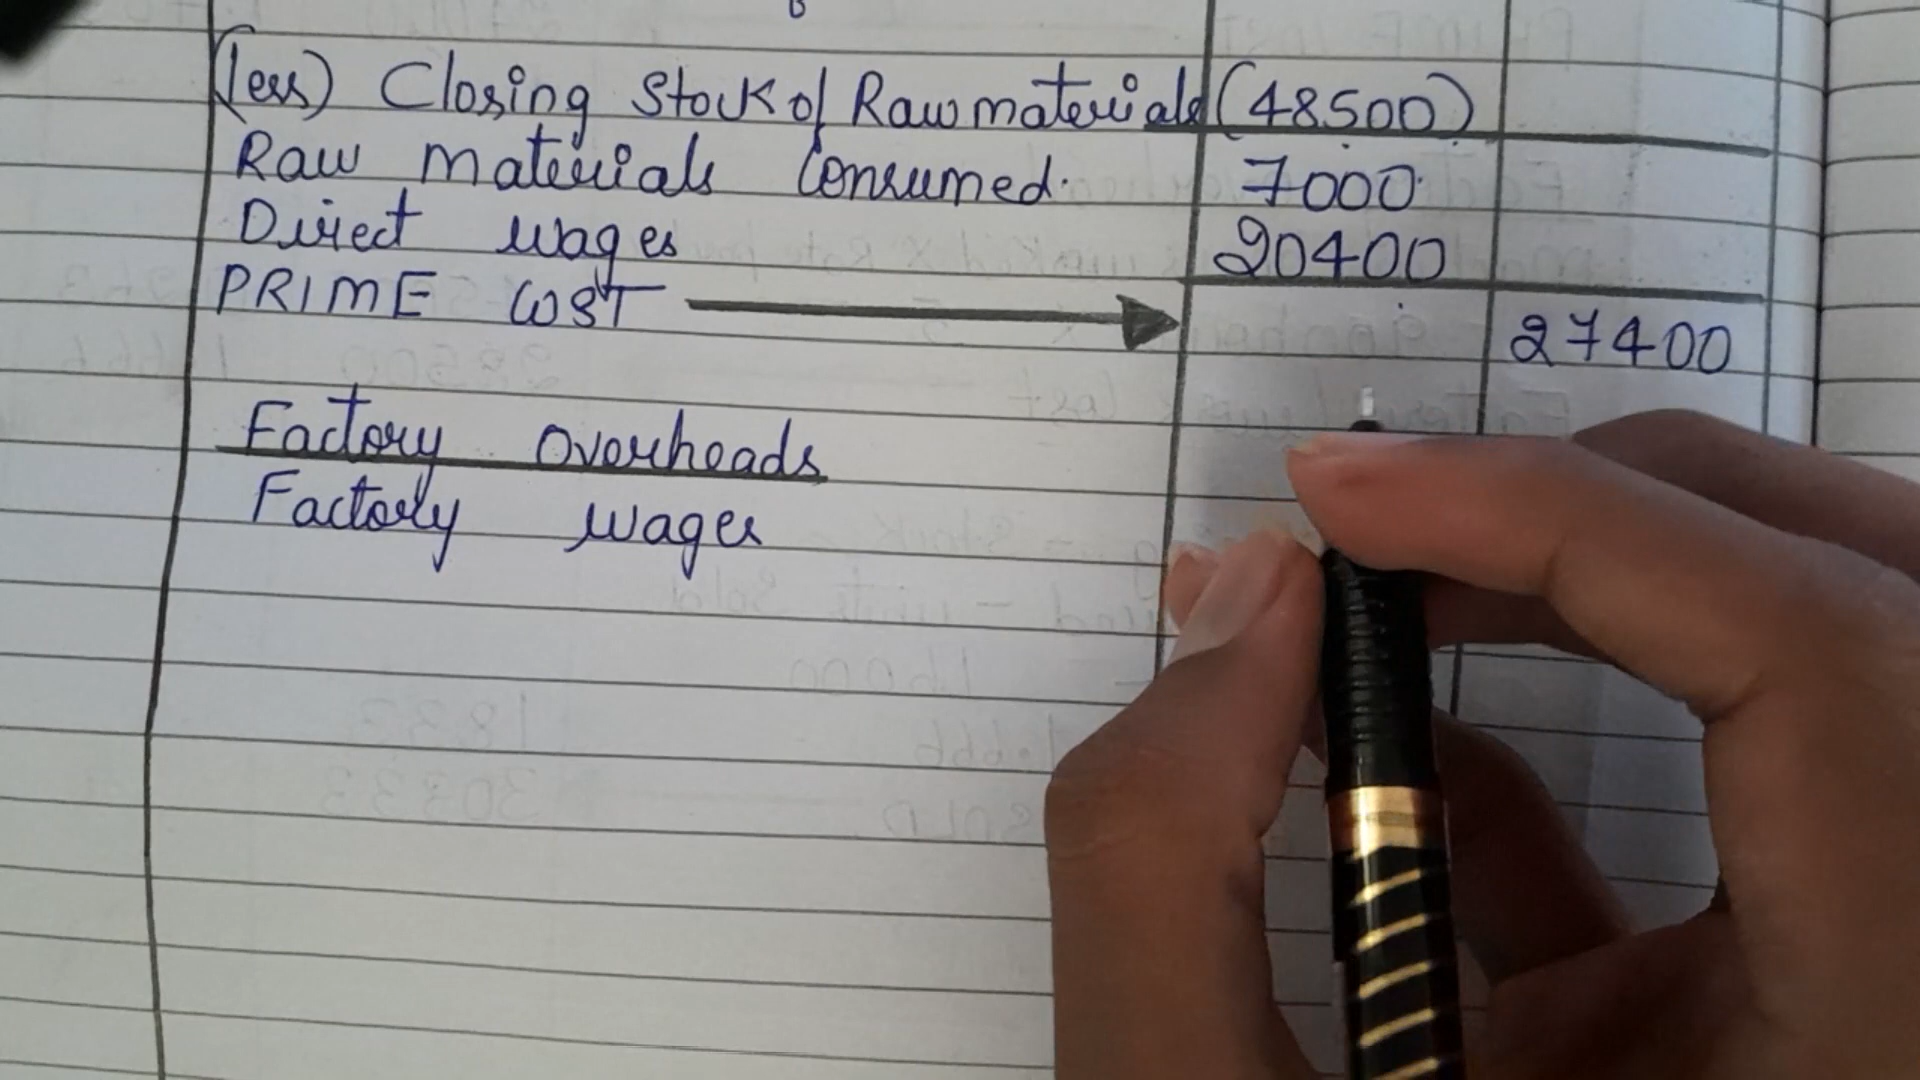 (less) Closing Stock of Raw materials (48500)
Raw materials Consumed. 7000
Direct wages 20400
PRIME COST 27400
Factory Overheads
Factory wages